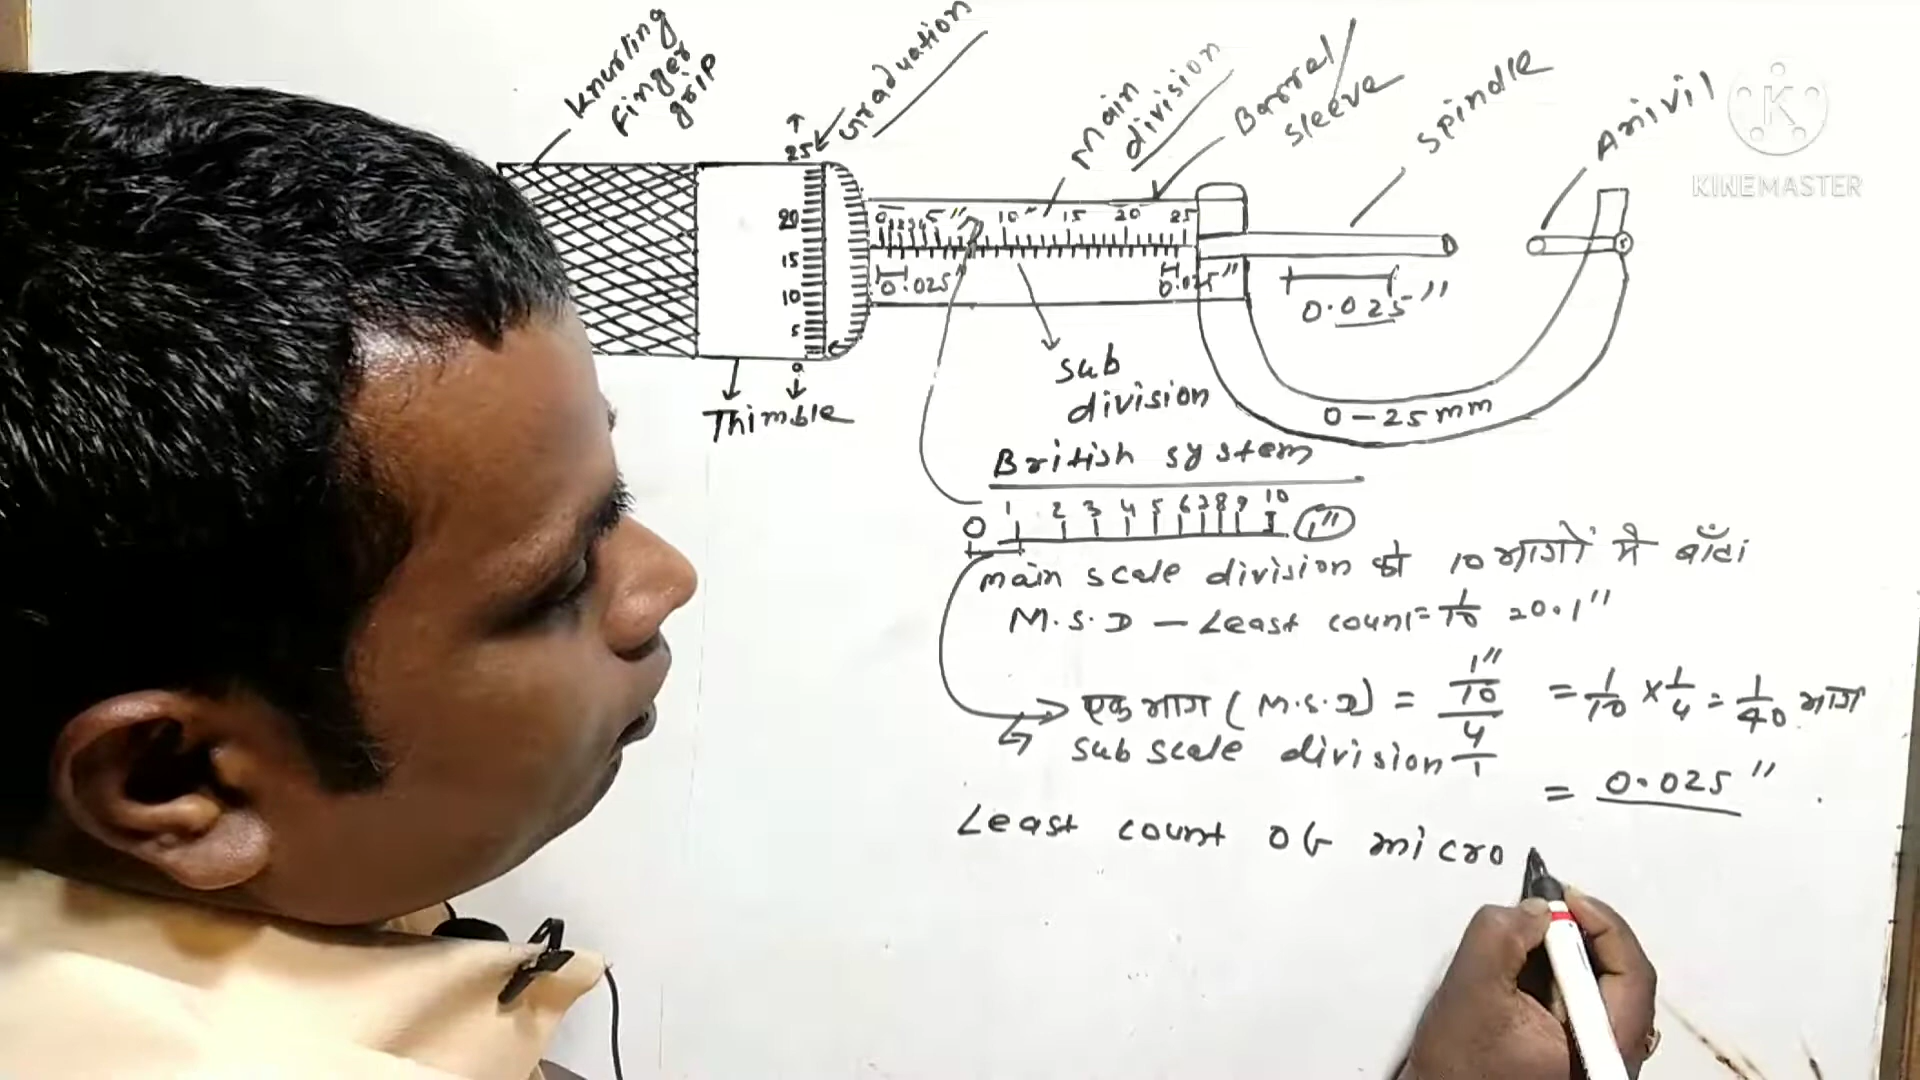 Knurling
finger
grip
Graduation
Main
division
Barrel/
sleeve
spindle
Anivil
KINEMASTER
25
20
15
10
5
0
0 1 2 3 4 5" 10" 15 20 25
0.025"
0.025"
0.025"
Thimble
sub
division
0-25mm
British system
0 1 2 3 4 5 6 7 8 9 10 1"
main scale division को 10 भागों मे बाँटा
M.S.D - Least count = 1/10 = 0.1"
एक भाग (M.S.D) = 1"/10 / 4/1 = 1/10 × 1/4 = 1/40 भाग
sub scale division
= 0.025"
Least count of micro